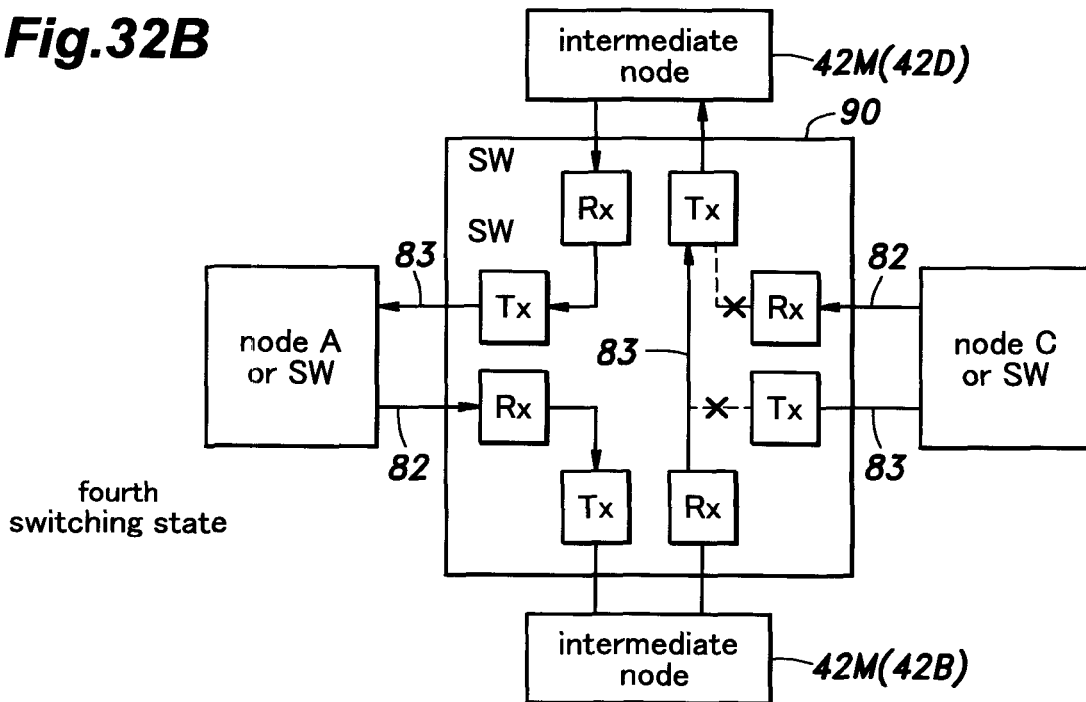 Fig.32B
intermediate
node
42M(42D)
90
SW
Rx
Tx
SW
83
82
Tx
Rx
node A
or SW
83
node C
or SW
Rx
Tx
82
83
fourth
switching state
Tx
Rx
intermediate
node
42M(42B)